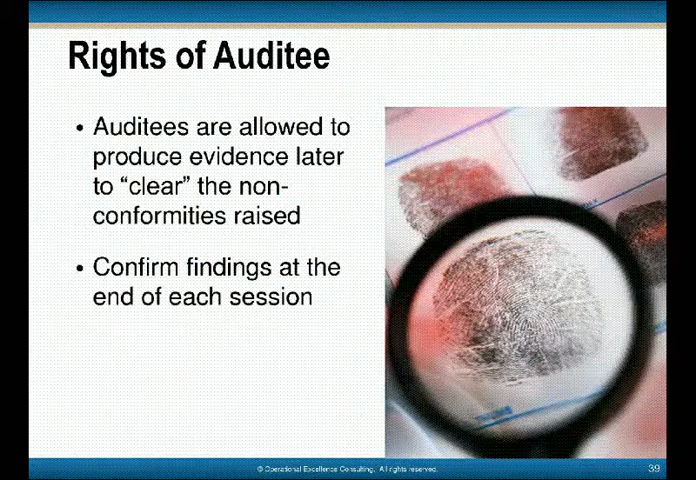 Rights of Auditee
• Auditees are allowed to
produce evidence later
to “clear” the non-
conformities raised
• Confirm findings at the
end of each session
© Operational Excellence Consulting. All rights reserved.
39